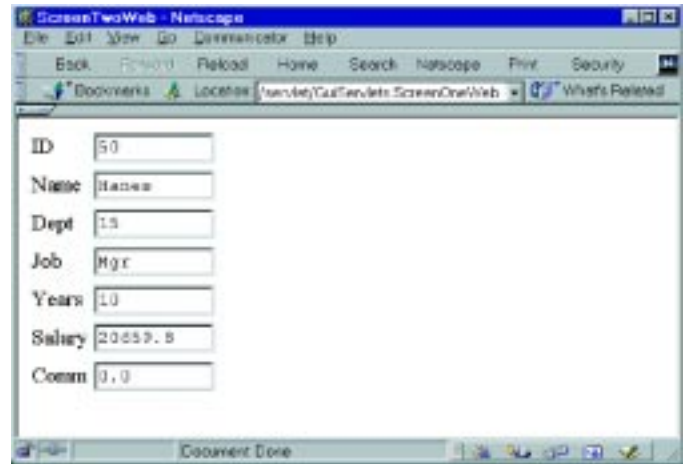 ScreenTwoWeb - Netscape
File Edit View Go Communicator Help
Back Forward Reload Home Search Netscape Print Security
Bookmarks Location /servlet/GuiServlets.ScreenOneWeb What's Related
ID 50
Name Hanes
Dept 15
Job Mgr
Years 10
Salary 20659.8
Comm 0.0
Document Done